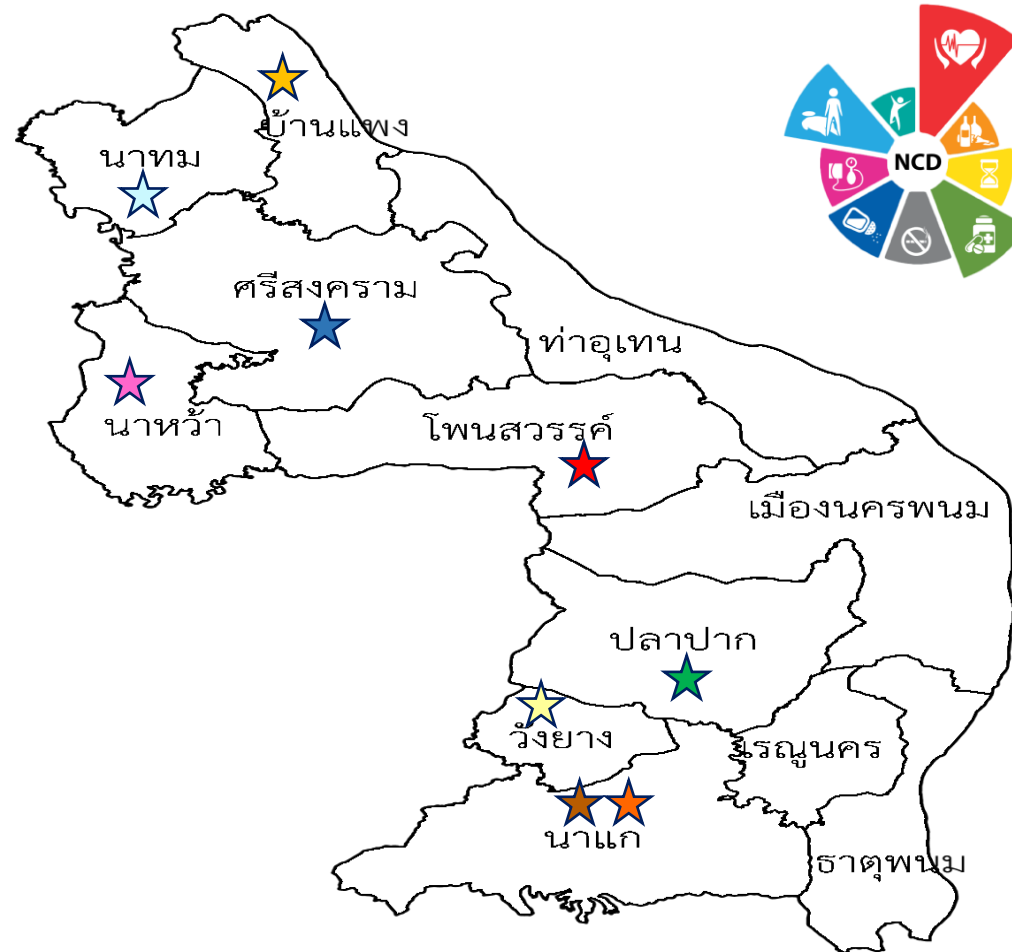 บ้านแพง
นาทม
NCD
ศรีสงคราม
ท่าอุเทน
นาหว้า
โพนสวรรค์
เมืองนครพนม
ปลาปาก
วังยาง
เรณูนคร
นาแก
ธาตุพนม